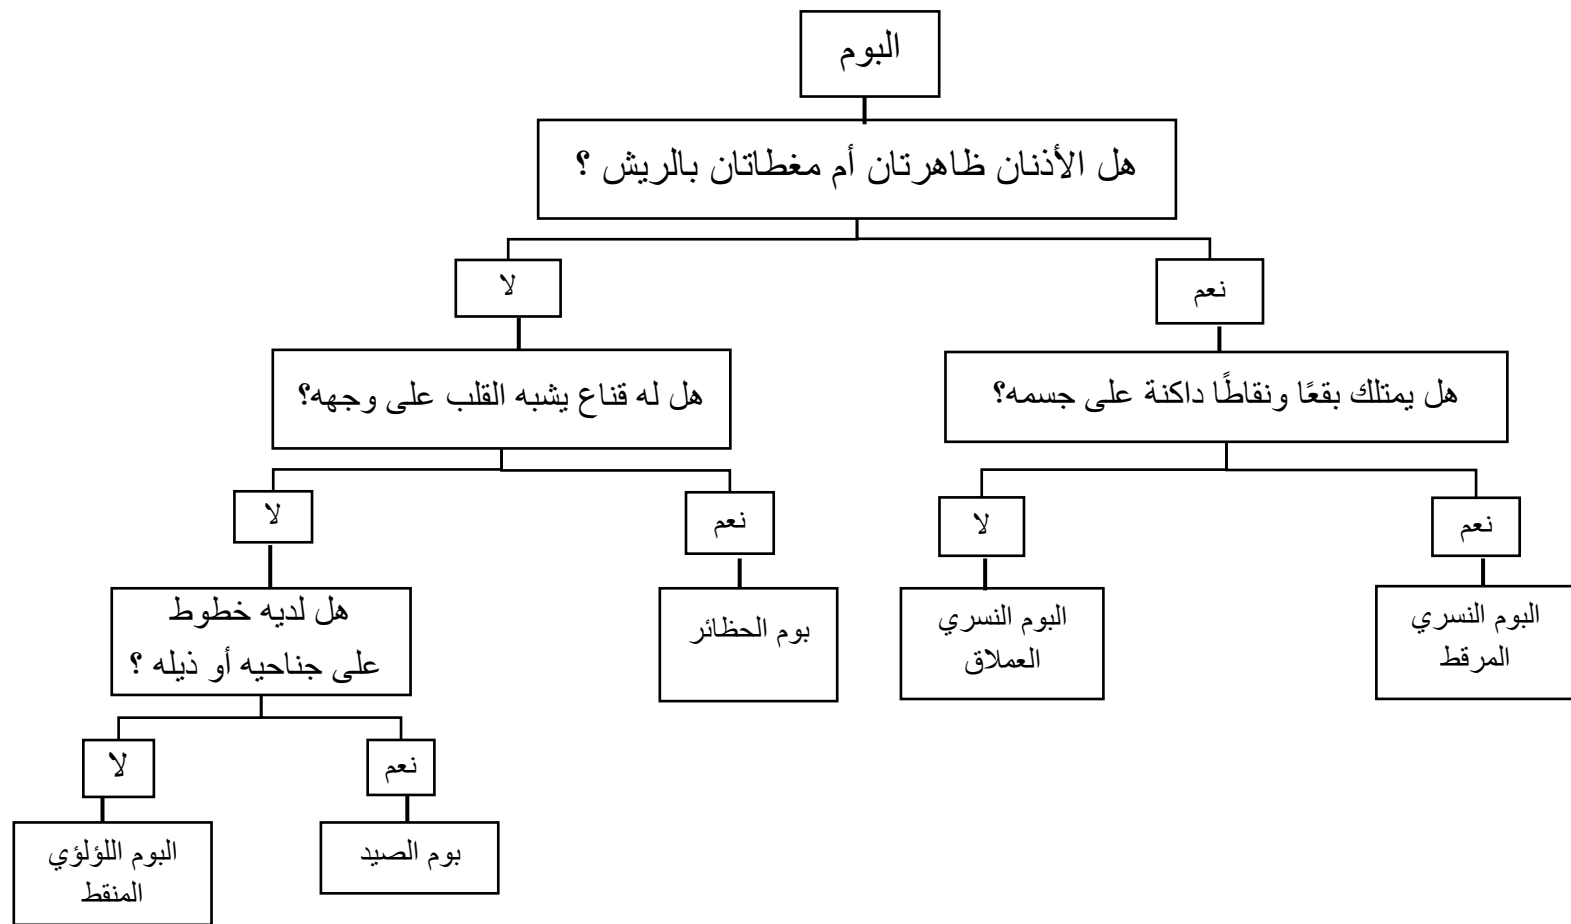 البوم
هل الأذنان ظاهرتان أم مغطاتان بالريش ؟
نعم
لا
هل يمتلك بقعًا ونقاطًا داكنة على جسمه؟
هل له قناع يشبه القلب على وجهه؟
نعم
لا
نعم
لا
البوم النسري
المرقط
البوم النسري
العملاق
بوم الحظائر
هل لديه خطوط
على جناحيه أو ذيله ؟
نعم
لا
بوم الصيد
البوم اللؤلؤي
المنقط